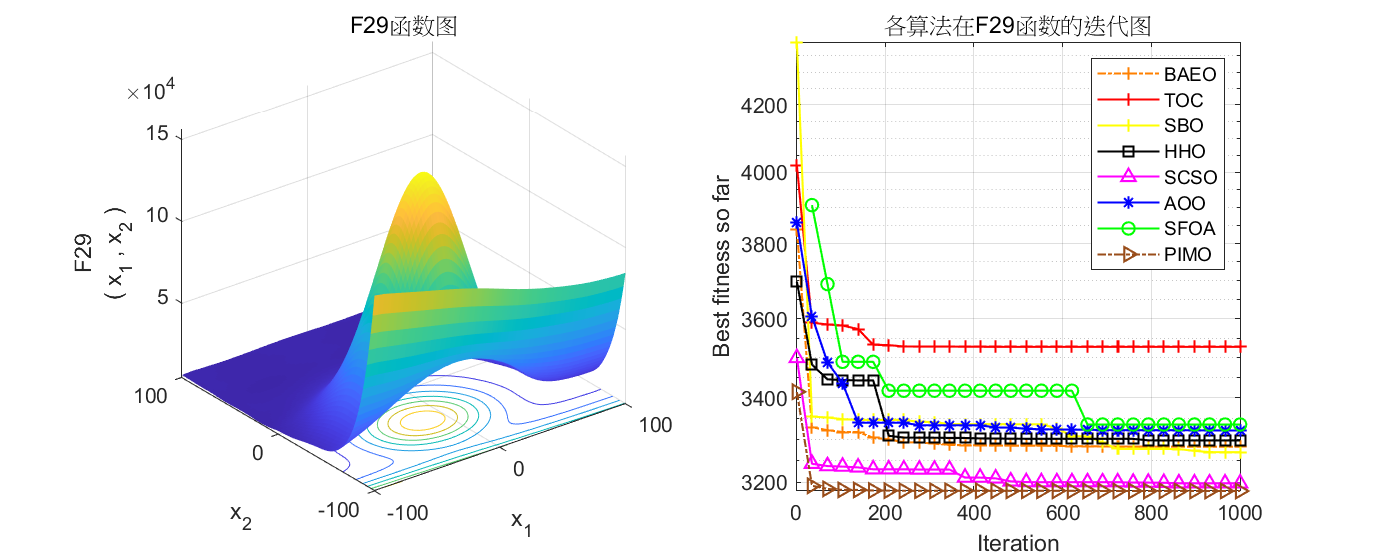 F29函数图
×10^4
15
10
5
F29
( x_1 , x_2 )
100
0
-100
x_2
-100
0
100
x_1
各算法在F29函数的迭代图
4200
4000
3800
3600
3400
3200
Best fitness so far
0 200 400 600 800 1000
Iteration
BAEO
TOC
SBO
HHO
SCSO
AOO
SFOA
PIMO